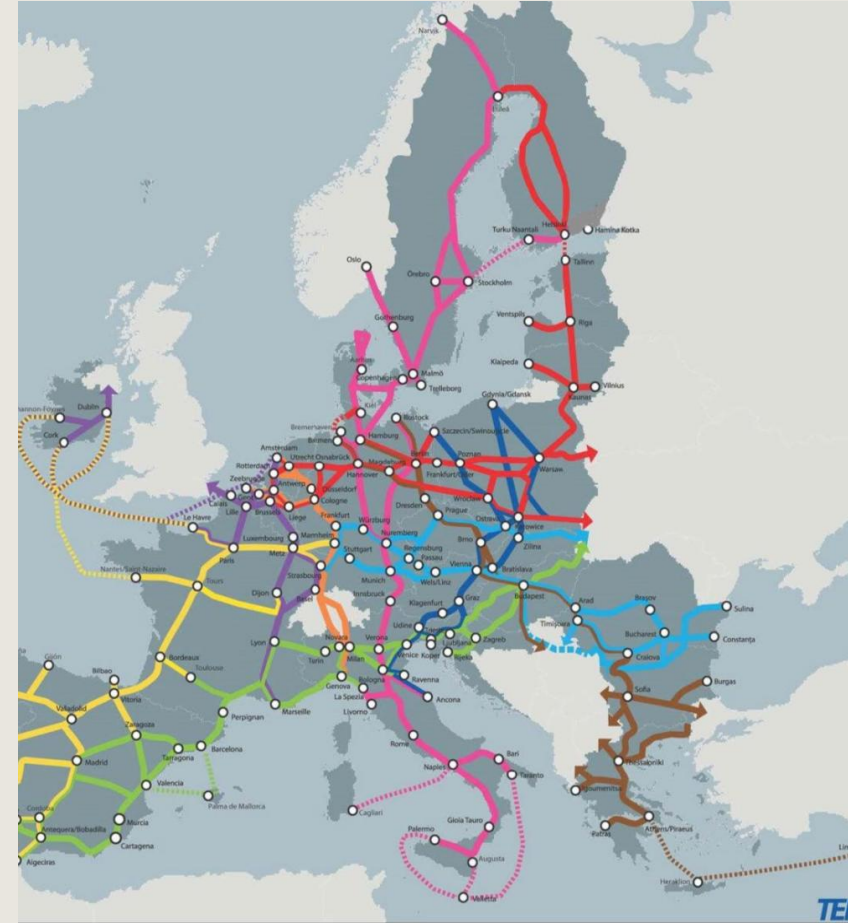 Narvik
Luleå
Turku Naantali
Helsinki
Hamina Kotka
Oslo
Tallinn
Örebro
Stockholm
Ventspils
Riga
Gothenburg
Klaipeda
Aarhus
Copenhagen
Malmö
Trelleborg
Vilnius
Kaunas
Gdynia/Gdansk
Dublin
Cork
Kiel
Rostock
Bremerhaven
Bremen
Hamburg
Szczecin/Swinoujscie
Amsterdam
Utrecht
Osnabrück
Rotterdam
Magdeburg
Berlin
Poznan
Warsaw
Hannover
Frankfurt/Oder
Zeebrugge
Antwerp
Düsseldorf
Calais
Cologne
Wrocław
Lille
Brussels
Liege
Dresden
Le Havre
Frankfurt
Prague
Ostrava
Katowice
Luxembourg
Mannheim
Würzburg
Nuremberg
Brno
Zilina
Paris
Metz
Stuttgart
Regensburg
Passau
Nantes/Saint-Nazaire
Strasbourg
Munich
Wels/Linz
Vienna
Bratislava
Tours
Dijon
Basel
Innsbruck
Graz
Budapest
Klagenfurt
Arad
Braşov
Sulina
Timişoara
Udine
Bucharest
Constanţa
Lyon
Novara
Verona
Zagreb
Ljubljana
Craiova
Turin
Milan
Venice
Koper
Rijeka
Gijón
Bilbao
Bordeaux
Toulouse
Genova
Bologna
Ravenna
Sofia
Burgas
Vitoria
La Spezia
Ancona
Valladolid
Marseille
Livorno
Perpignan
Zaragoza
Rome
Madrid
Tarragona
Barcelona
Naples
Bari
Thessaloniki
Taranto
Valencia
Palma de Mallorca
Igoumenitsa
Cagliari
Cordoba
Murcia
Palermo
Gioia Tauro
Patras
Athens/Piraeus
Antequera/Bobadilla
Cartagena
Algeciras
Augusta
Heraklion
Valletta